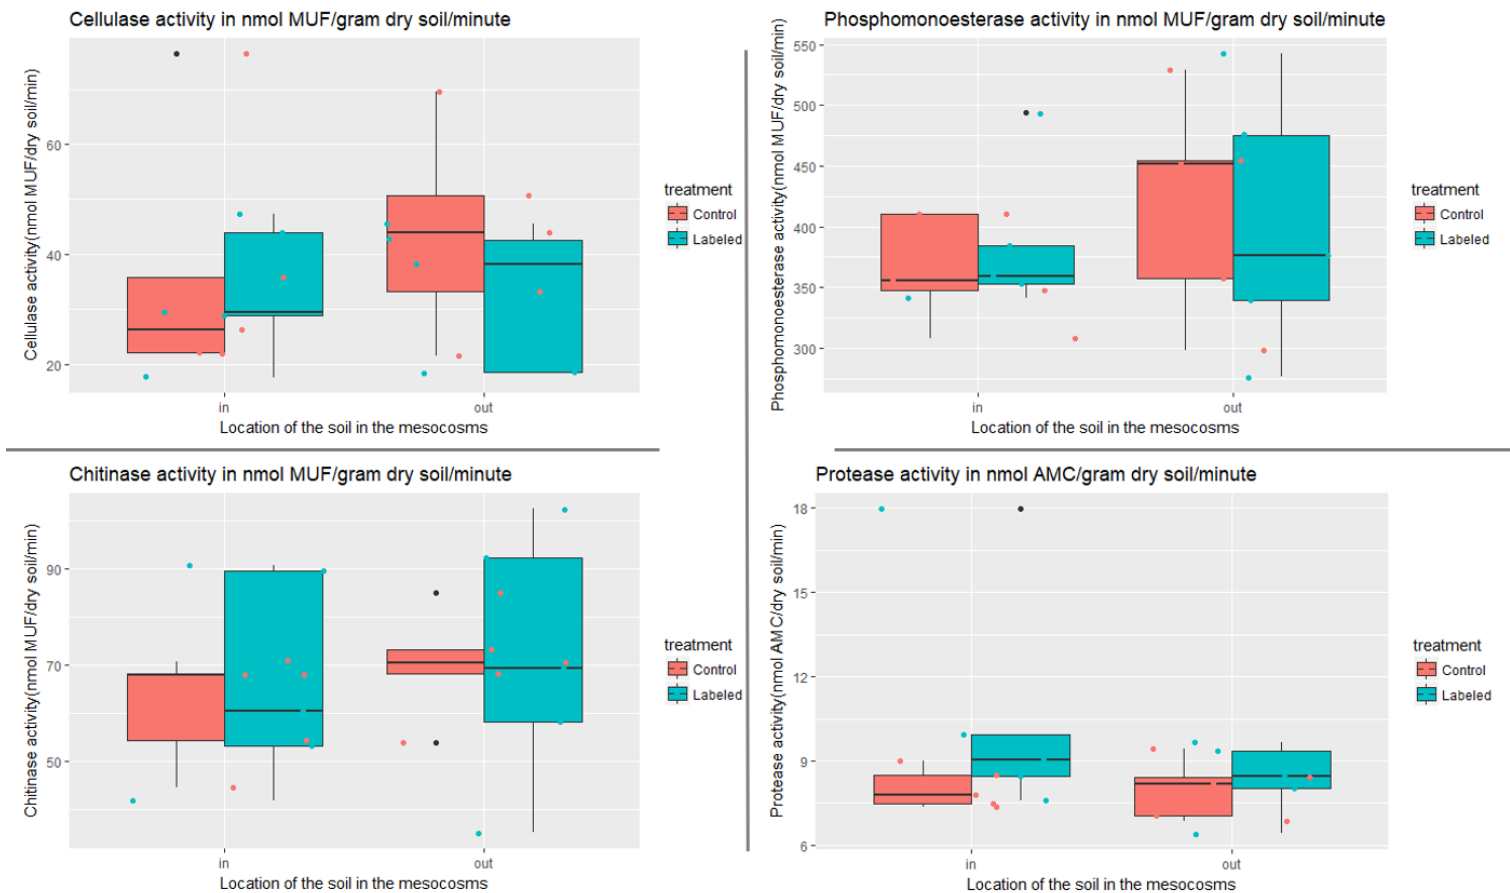 Cellulase activity in nmol MUF/gram dry soil/minute
Cellulase activity(nmol MUF/dry soil/min)
60
40
20
in
out
Location of the soil in the mesocosms
treatment
Control
Labeled
Phosphomonoesterase activity in nmol MUF/gram dry soil/minute
Phosphomonoesterase activity(nmol MUF/dry soil/min)
550
500
450
400
350
300
in
out
Location of the soil in the mesocosms
treatment
Control
Labeled
Chitinase activity in nmol MUF/gram dry soil/minute
Chitinase activity(nmol MUF/dry soil/min)
90
70
50
in
out
Location of the soil in the mesocosms
treatment
Control
Labeled
Protease activity in nmol AMC/gram dry soil/minute
Protease activity(nmol AMC/dry soil/min)
18
15
12
9
6
in
out
Location of the soil in the mesocosms
treatment
Control
Labeled